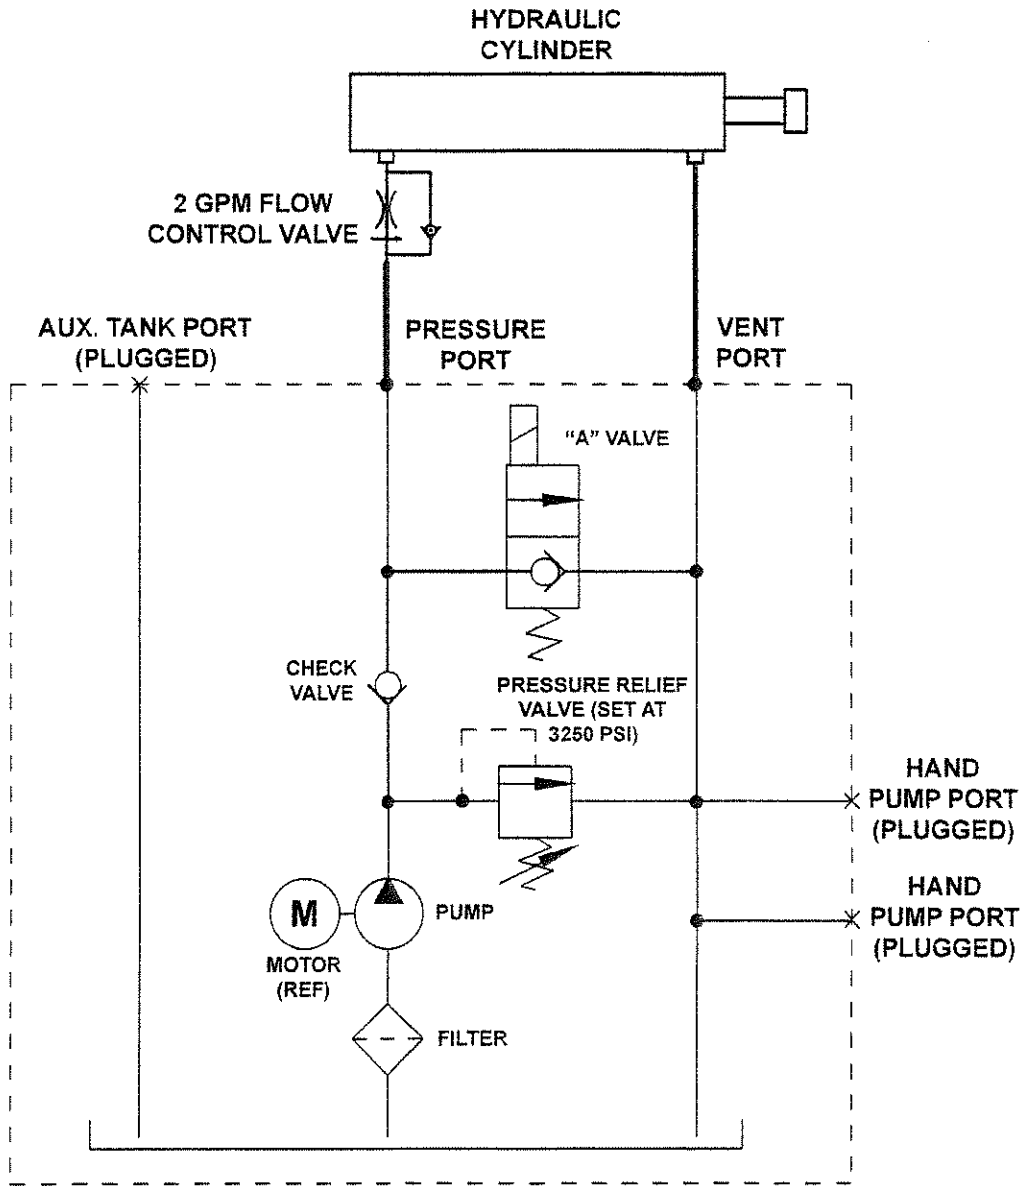 HYDRAULIC
CYLINDER
2 GPM FLOW
CONTROL VALVE
AUX. TANK PORT
(PLUGGED)
PRESSURE
PORT
VENT
PORT
“A” VALVE
CHECK
VALVE
PRESSURE RELIEF
VALVE (SET AT
3250 PSI)
HAND
PUMP PORT
(PLUGGED)
M
PUMP
MOTOR
(REF)
HAND
PUMP PORT
(PLUGGED)
FILTER